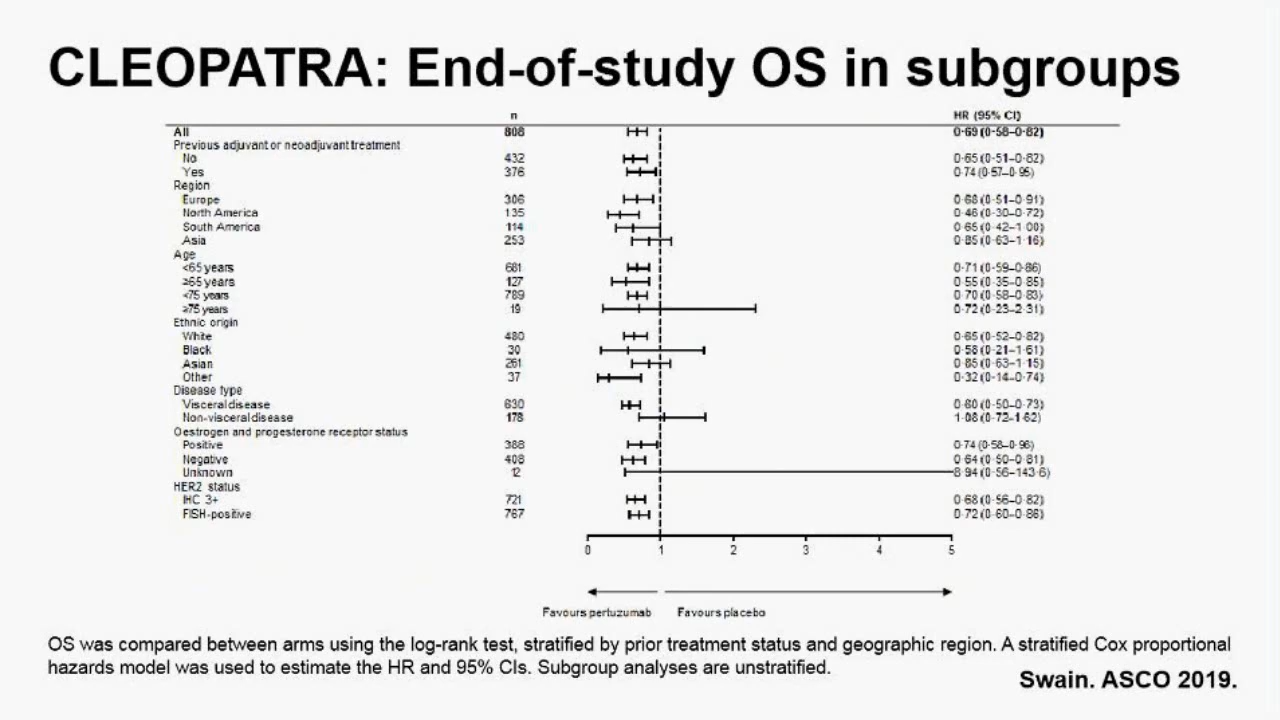 CLEOPATRA: End-of-study OS in subgroups
n HR (95% CI)
All 808 0·69 (0·58–0·82)
Previous adjuvant or neoadjuvant treatment
No 432 0·65 (0·51–0·82)
Yes 376 0·74 (0·57–0·95)
Region
Europe 306 0·68 (0·51–0·91)
North America 135 0·46 (0·30–0·72)
South America 114 0·65 (0·42–1·00)
Asia 253 0·85 (0·63–1·16)
Age
<65 years 681 0·71 (0·59–0·86)
≥65 years 127 0·55 (0·35–0·85)
<75 years 789 0·70 (0·58–0·83)
≥75 years 19 0·72 (0·23–2·31)
Ethnic origin
White 480 0·65 (0·52–0·82)
Black 30 0·58 (0·21–1·61)
Asian 261 0·85 (0·63–1·15)
Other 37 0·32 (0·14–0·74)
Disease type
Visceral disease 630 0·60 (0·50–0·73)
Non-visceral disease 178 1·08 (0·72–1·62)
Oestrogen and progesterone receptor status
Positive 388 0·74 (0·58–0·96)
Negative 408 0·64 (0·50–0·81)
Unknown 12 8·94 (0·56–143·6)
HER2 status
IHC 3+ 721 0·68 (0·56–0·82)
FISH-positive 767 0·72 (0·60–0·86)
0 1 2 3 4 5
Favours pertuzumab Favours placebo
OS was compared between arms using the log-rank test, stratified by prior treatment status and geographic region. A stratified Cox proportional
hazards model was used to estimate the HR and 95% CIs. Subgroup analyses are unstratified.
Swain. ASCO 2019.